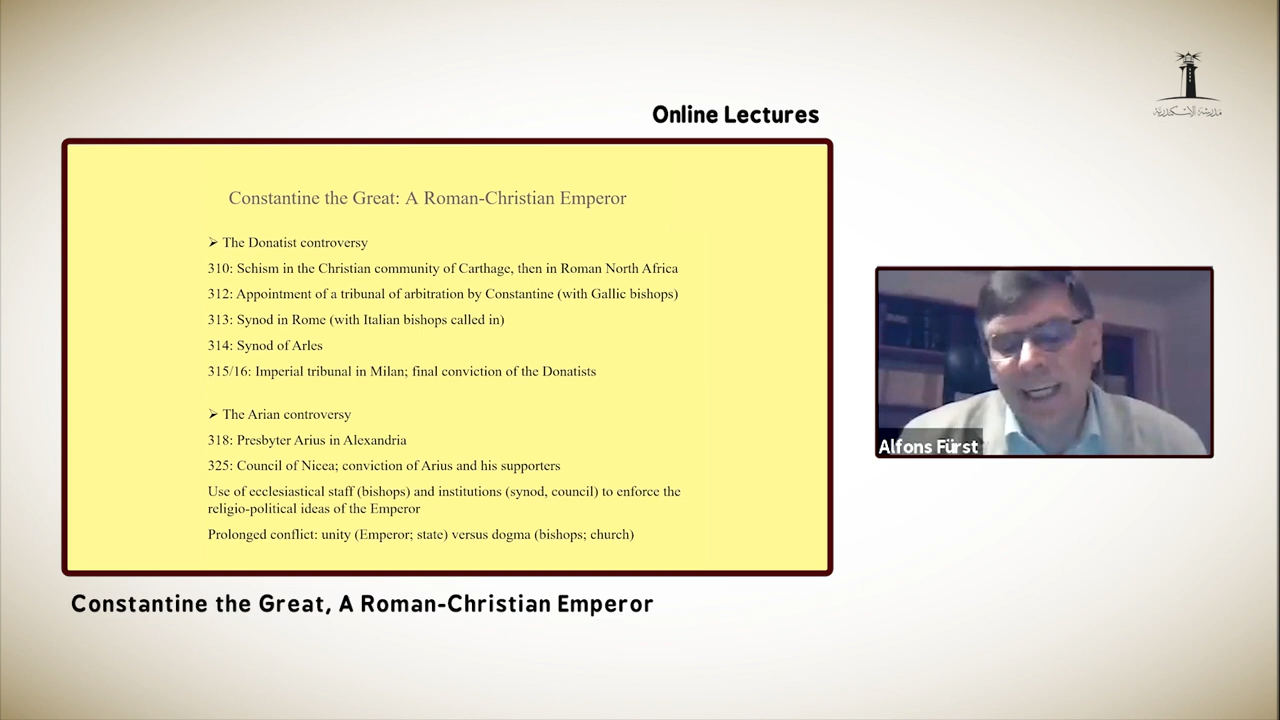 Online Lectures
مدرسة الإسكندرية
Constantine the Great: A Roman-Christian Emperor
➢ The Donatist controversy
310: Schism in the Christian community of Carthage, then in Roman North Africa
312: Appointment of a tribunal of arbitration by Constantine (with Gallic bishops)
313: Synod in Rome (with Italian bishops called in)
314: Synod of Arles
315/16: Imperial tribunal in Milan; final conviction of the Donatists
➢ The Arian controversy
318: Presbyter Arius in Alexandria
325: Council of Nicea; conviction of Arius and his supporters
Use of ecclesiastical staff (bishops) and institutions (synod, council) to enforce the
religio-political ideas of the Emperor
Prolonged conflict: unity (Emperor; state) versus dogma (bishops; church)
Alfons Fürst
Constantine the Great, A Roman-Christian Emperor